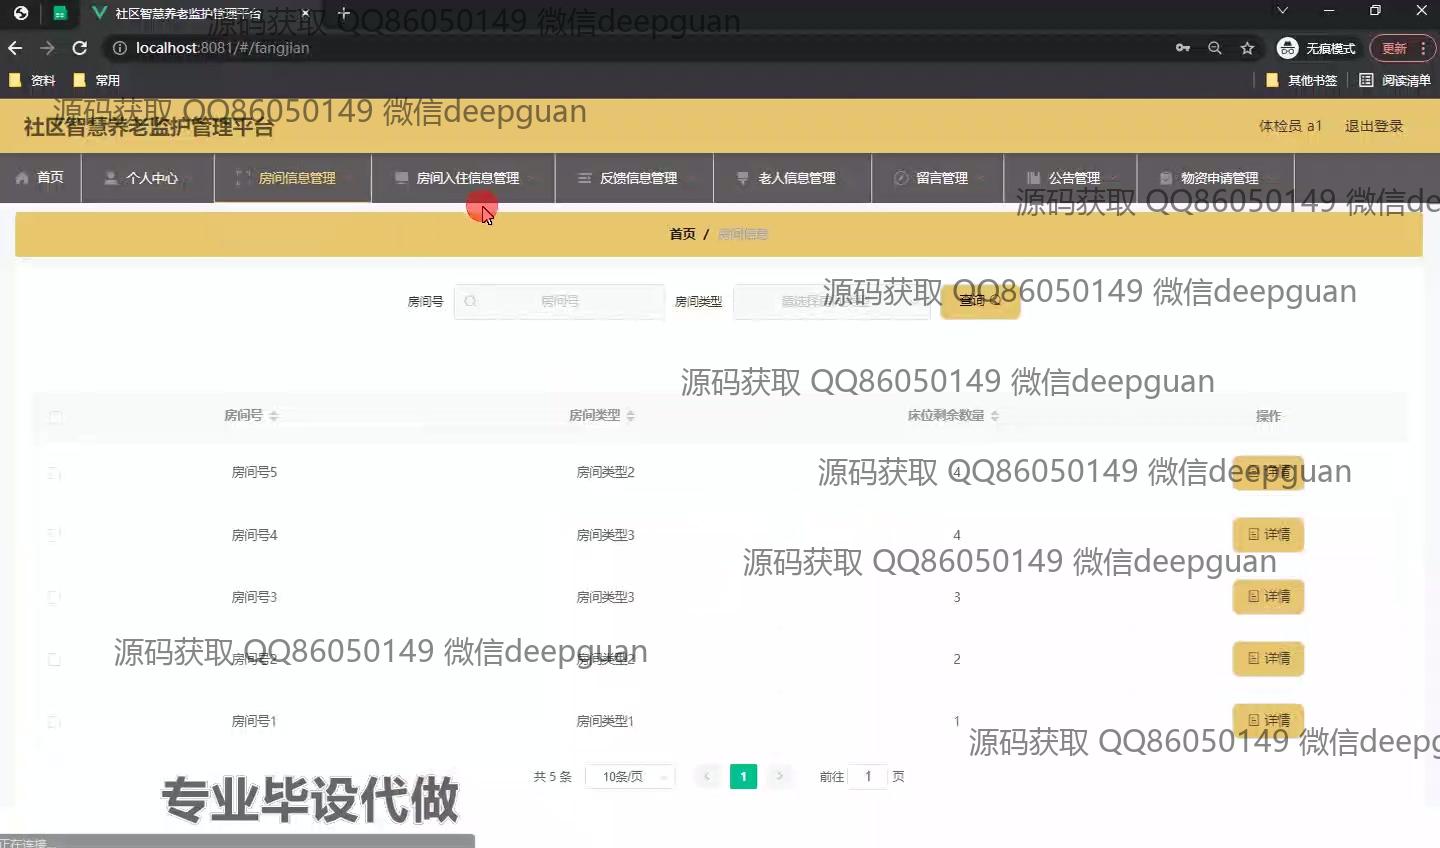 社区智慧养老监护管理平台
源码获取 QQ86050149 微信deepguan
localhost:8081/#/fangjian
无痕模式
更新
资料
常用
其他书签
阅读清单
源码获取 QQ86050149 微信deepguan
社区智慧养老监护管理平台
体检员 a1
退出登录
首页
个人中心
房间信息管理
房间入住信息管理
反馈信息管理
老人信息管理
留言管理
公告管理
物资申请管理
源码获取 QQ86050149 微信de
首页 / 房间信息
房间号
房间号
房间类型
查询
源码获取 QQ86050149 微信deepguan
源码获取 QQ86050149 微信deepguan
房间号
房间类型
床位剩余数量
操作
房间号5
房间类型2
4
详情
源码获取 QQ86050149 微信deepguan
房间号4
房间类型3
4
详情
源码获取 QQ86050149 微信deepguan
房间号3
房间类型3
3
详情
源码获取 QQ86050149 微信deepguan
房间号2
房间类型2
2
详情
房间号1
房间类型1
1
详情
源码获取 QQ86050149 微信deepg
共 5 条
10条/页
1
前往 1 页
专业毕设代做
正在连接...